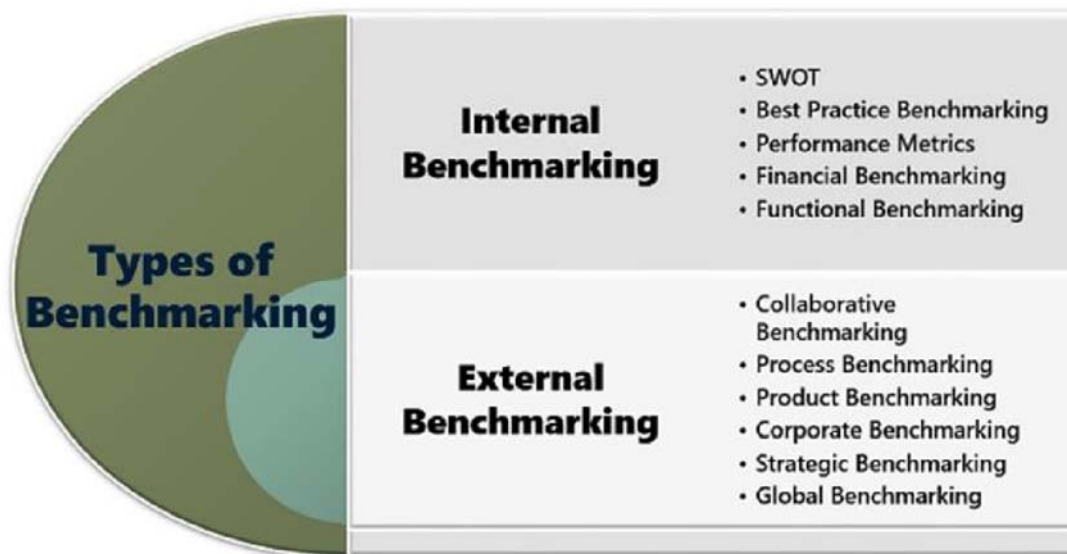 Types of
Benchmarking
Internal
Benchmarking
• SWOT
• Best Practice Benchmarking
• Performance Metrics
• Financial Benchmarking
• Functional Benchmarking
External
Benchmarking
• Collaborative
Benchmarking
• Process Benchmarking
• Product Benchmarking
• Corporate Benchmarking
• Strategic Benchmarking
• Global Benchmarking